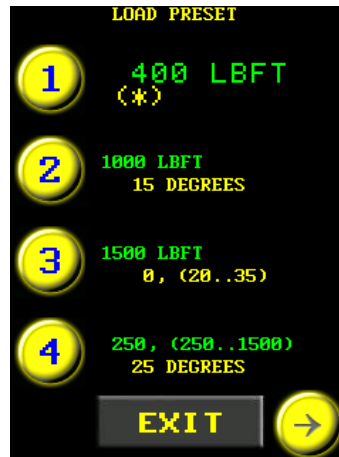 LOAD PRESET
1
400 LBFT
(*)
2
1000 LBFT
15 DEGREES
3
1500 LBFT
0, (20..35)
4
250, (250..1500)
25 DEGREES
EXIT
→